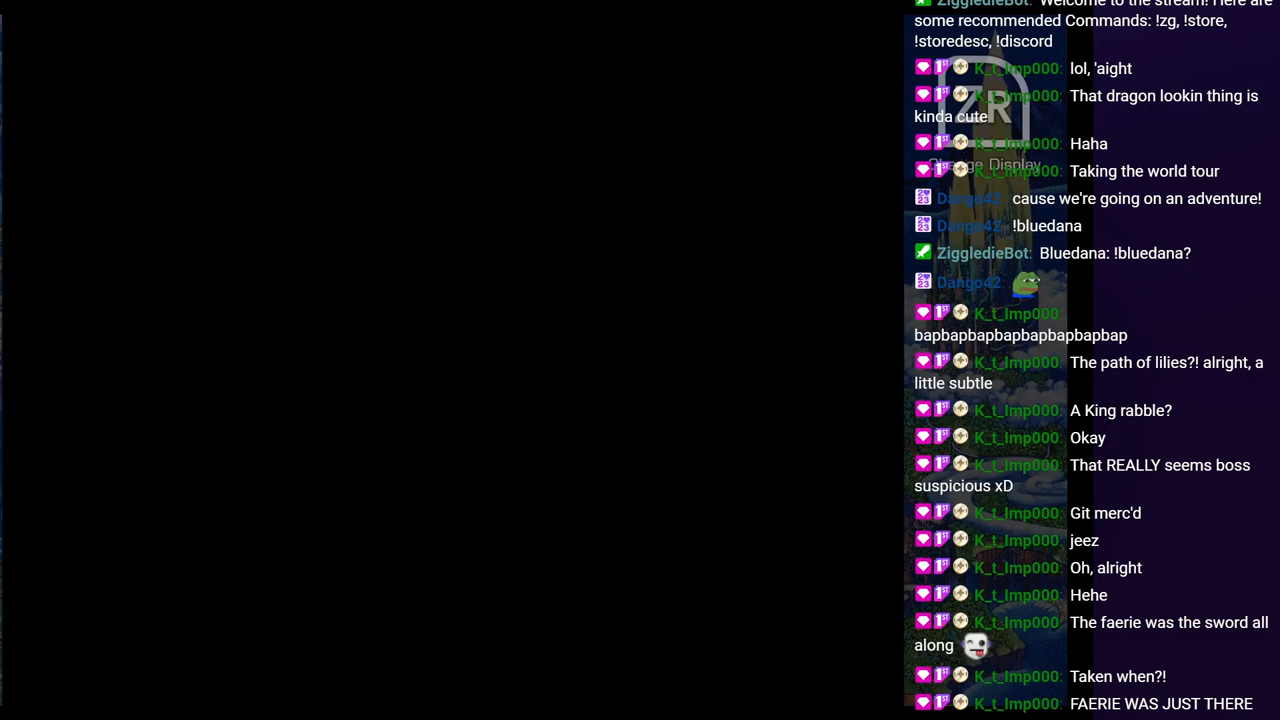 ZiggledieBot: Welcome to the stream! Here are
some recommended Commands: !zg, !store,
!storedesc, !discord
K_t_Imp000: lol, 'aight
K_t_Imp000: That dragon lookin thing is
kinda cute
ZR
K_t_Imp000: Haha
Change Display
K_t_Imp000: Taking the world tour
Dango42: cause we're going on an adventure!
Dango42: !bluedana
ZiggledieBot: Bluedana: !bluedana?
Dango42:
K_t_Imp000:
bapbapbapbapbapbapbapbapbap
K_t_Imp000: The path of lilies?! alright, a
little subtle
K_t_Imp000: A King rabble?
K_t_Imp000: Okay
K_t_Imp000: That REALLY seems boss
suspicious xD
K_t_Imp000: Git merc'd
K_t_Imp000: jeez
K_t_Imp000: Oh, alright
K_t_Imp000: Hehe
K_t_Imp000: The faerie was the sword all
along
K_t_Imp000: Taken when?!
K_t_Imp000: FAERIE WAS JUST THERE